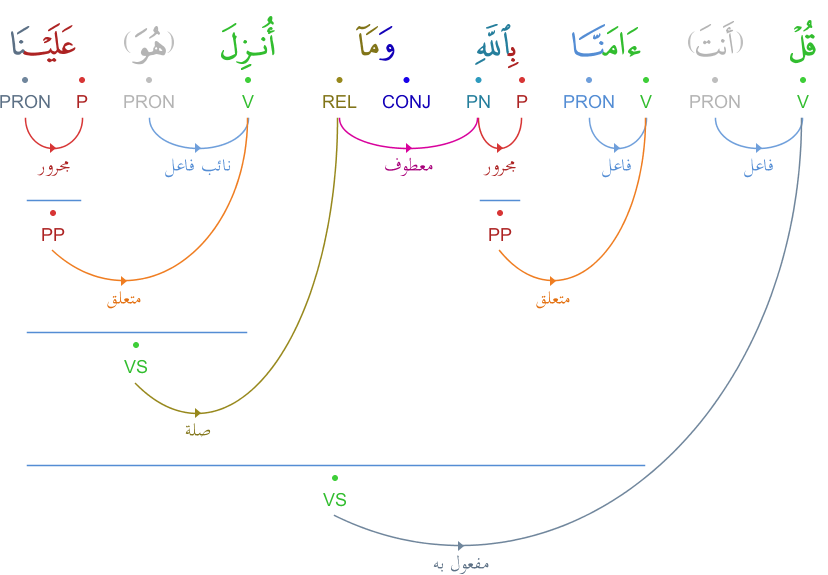 قُلْ (أَنتَ) ءَامَنَّا بِٱللَّهِ وَمَآ أُنزِلَ (هُوَ) عَلَيْنَا
V PRON V PRON P PN CONJ REL V PRON P PRON
فاعل فاعل مجرور معطوف نائب فاعل مجرور
PP PP
متعلق متعلق
VS
صلة
VS
مفعول به